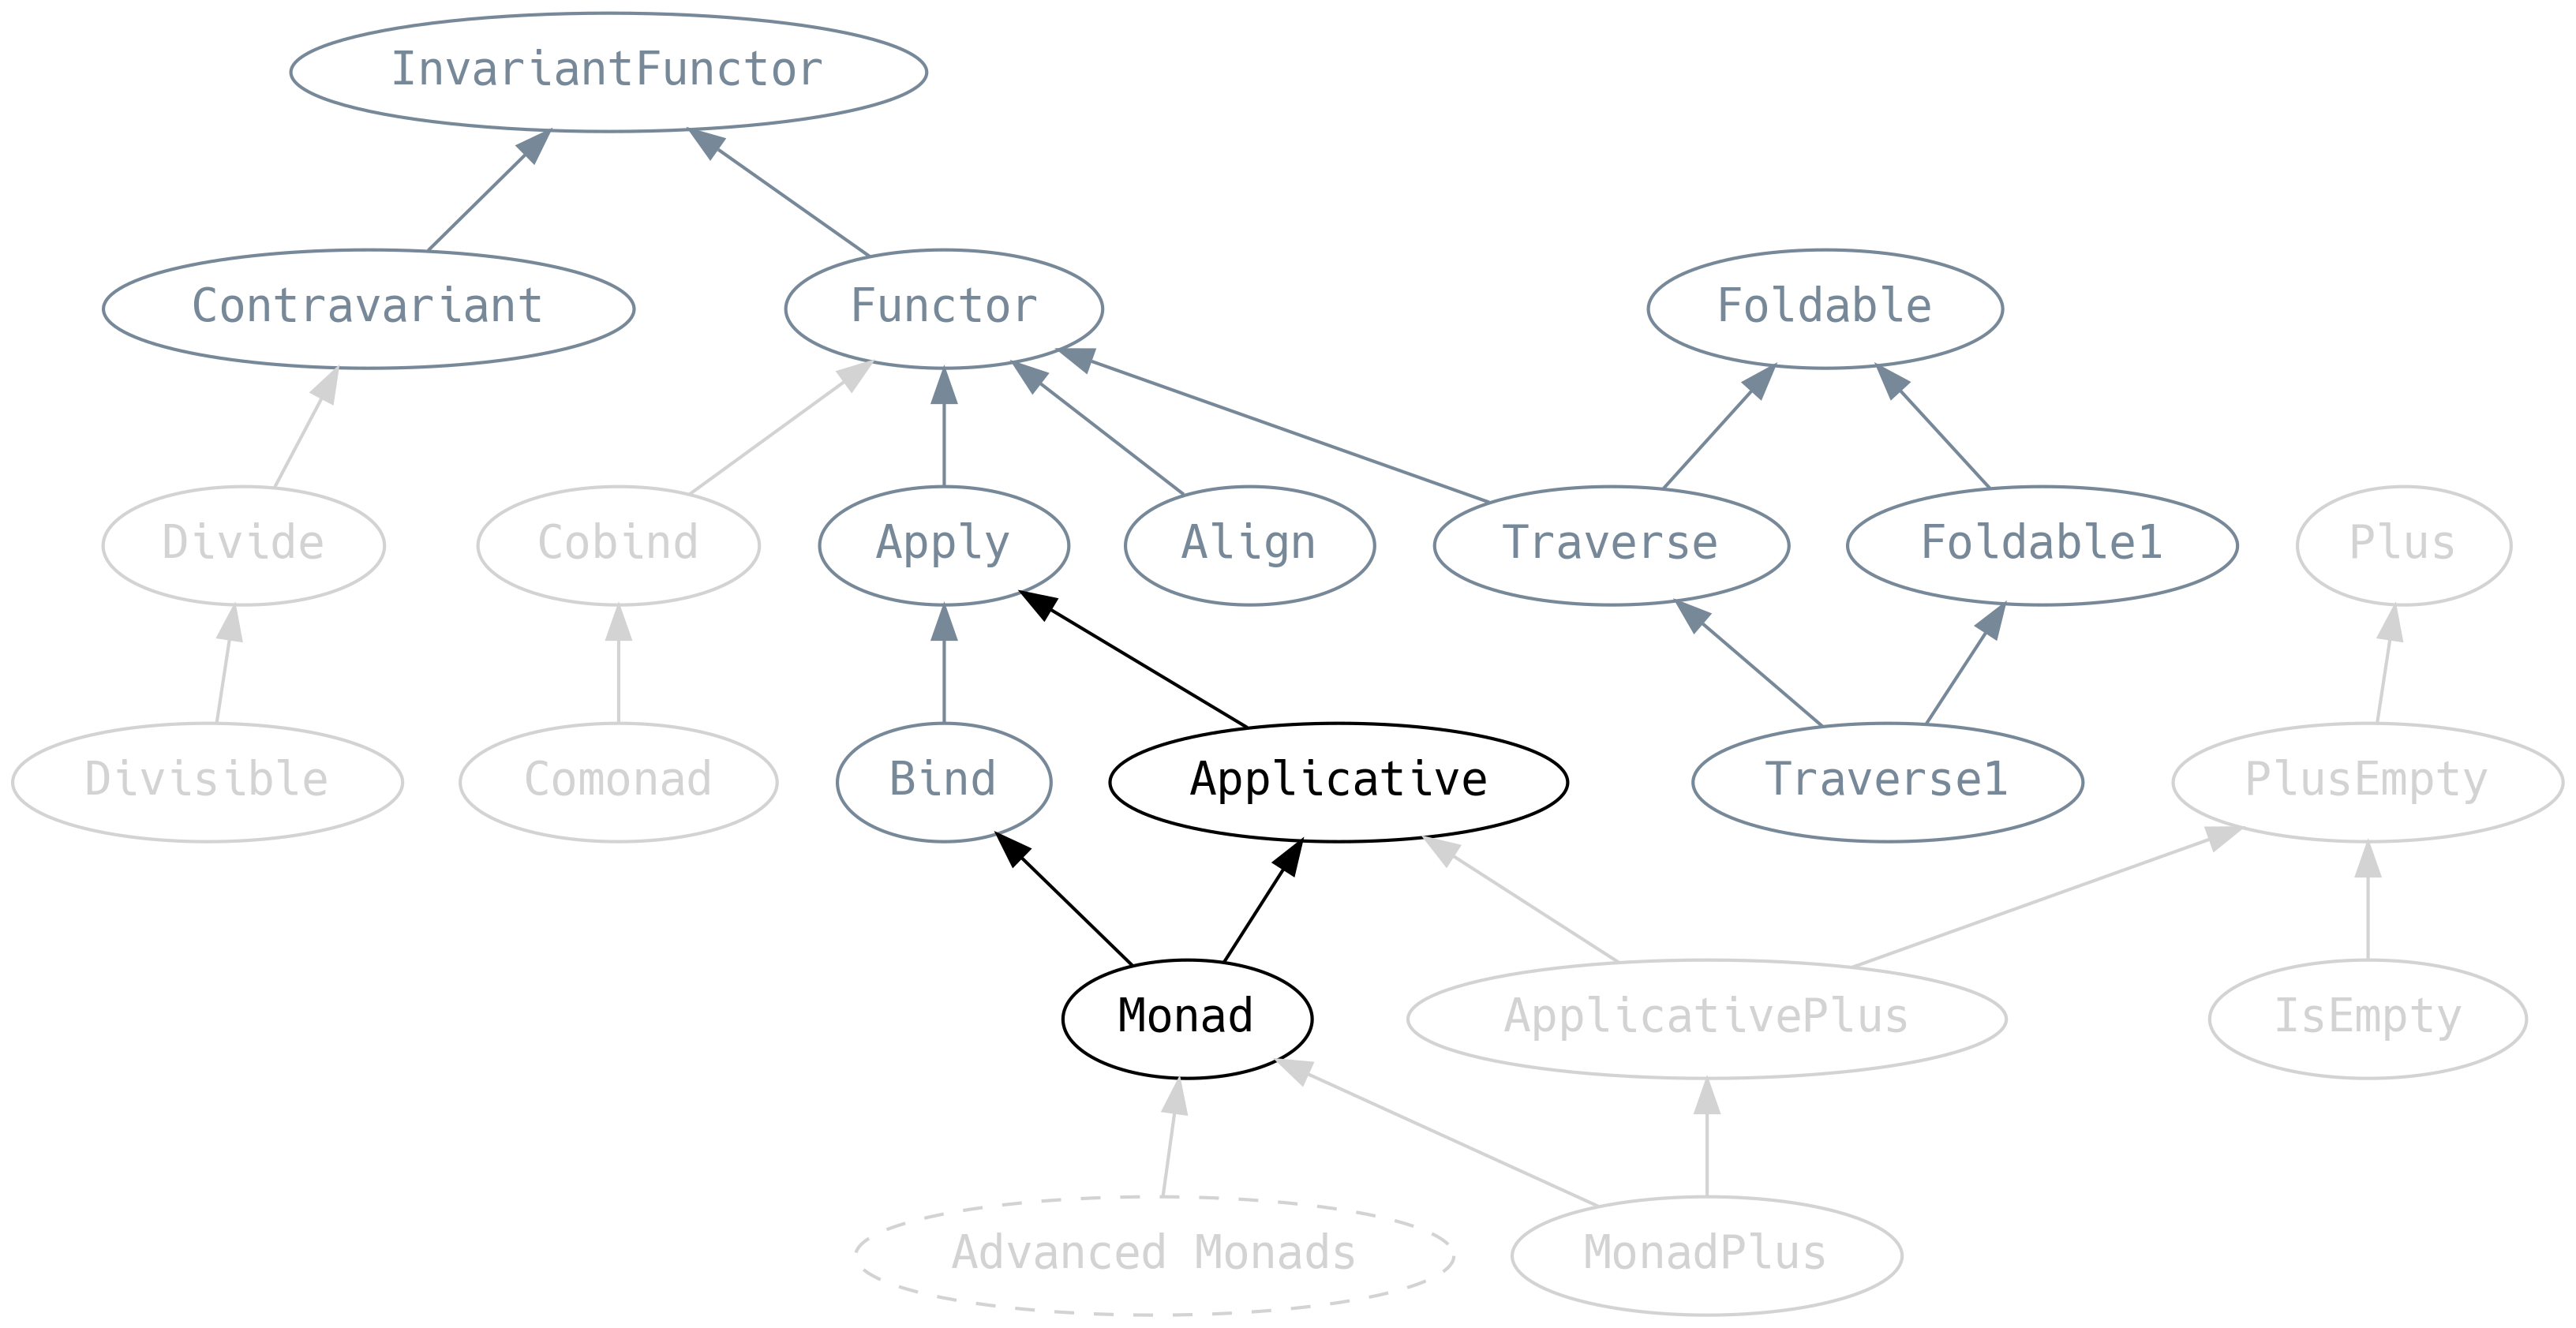 InvariantFunctor
Contravariant
Functor
Foldable
Divide
Cobind
Apply
Align
Traverse
Foldable1
Plus
Divisible
Comonad
Bind
Applicative
Traverse1
PlusEmpty
Monad
ApplicativePlus
IsEmpty
Advanced Monads
MonadPlus